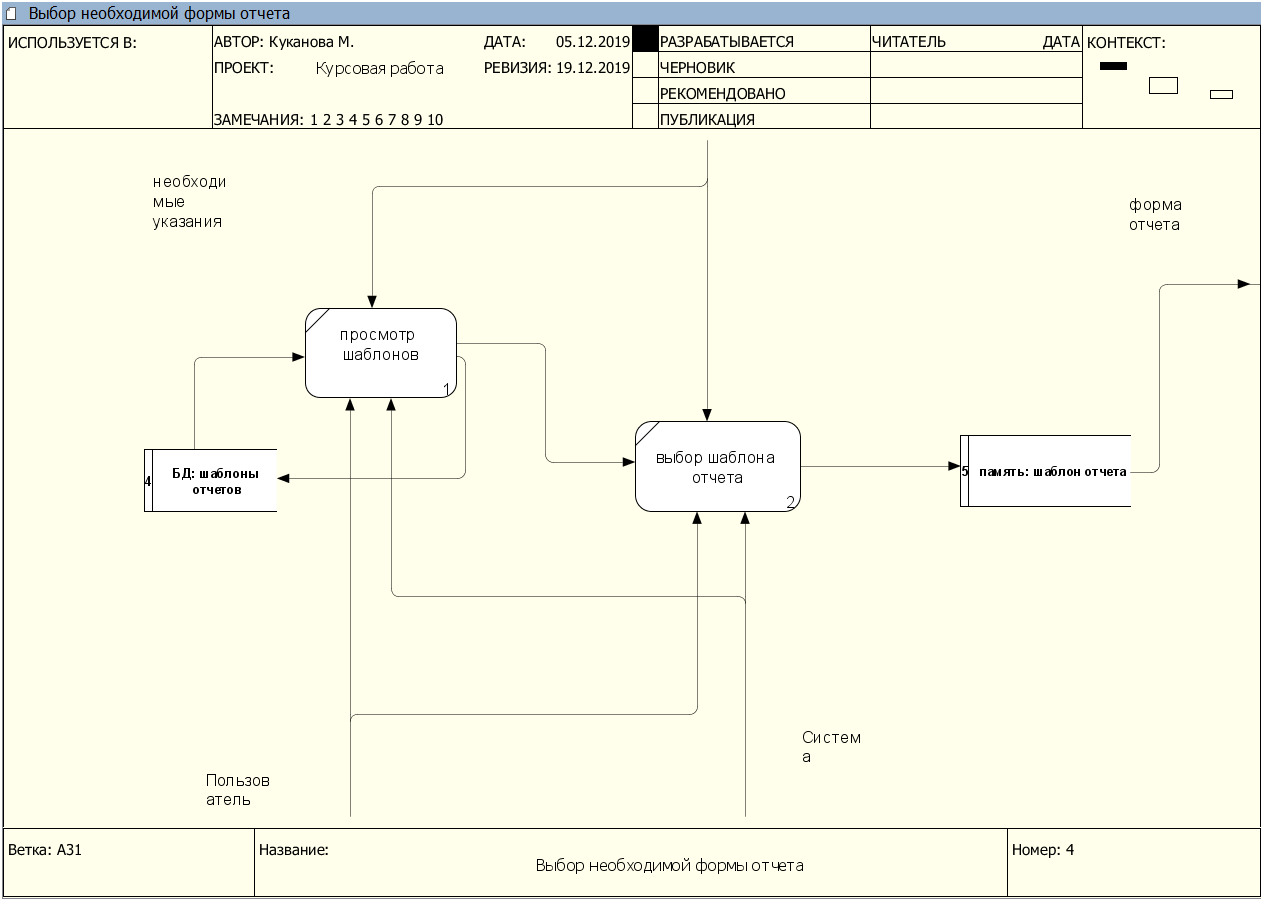 Выбор необходимой формы отчета
ИСПОЛЬЗУЕТСЯ В:
АВТОР: Куканова М.
ДАТА: 05.12.2019
РАЗРАБАТЫВАЕТСЯ
ЧИТАТЕЛЬ
ДАТА
КОНТЕКСТ:
ПРОЕКТ: Курсовая работа
РЕВИЗИЯ: 19.12.2019
ЧЕРНОВИК
РЕКОМЕНДОВАНО
ЗАМЕЧАНИЯ: 1 2 3 4 5 6 7 8 9 10
ПУБЛИКАЦИЯ
необходи
мые
указания
форма
отчета
просмотр
шаблонов
1
БД: шаблоны
отчетов
4
выбор шаблона
отчета
2
5
память: шаблон отчета
Систем
а
Пользов
атель
Ветка: A31
Название:
Выбор необходимой формы отчета
Номер: 4